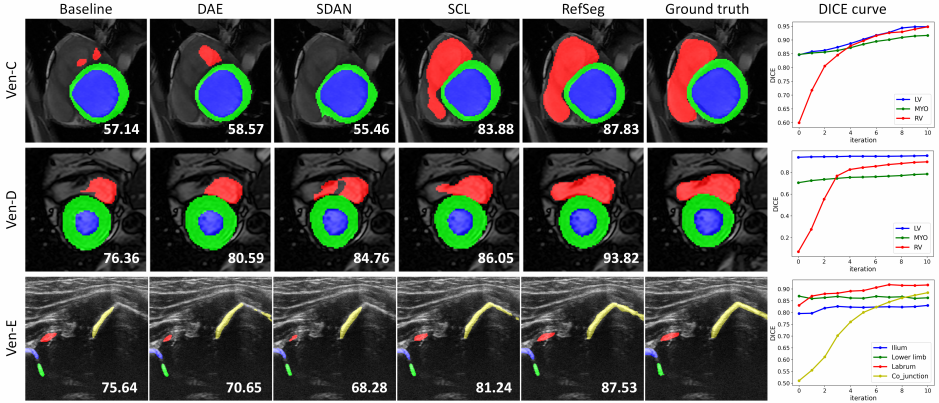 Baseline DAE SDAN SCL RefSeg Ground truth DICE curve
Ven-C
57.14 58.57 55.46 83.88 87.83
DICE
0.95
0.90
0.85
0.80
0.75
0.70
0.65
0.60
LV
MYO
RV
0 2 4 6 8 10
iteration
Ven-D
76.36 80.59 84.76 86.05 93.82
DICE
0.8
0.6
0.4
0.2
LV
MYO
RV
0 2 4 6 8 10
iteration
Ven-E
75.64 70.65 68.28 81.24 87.53
DICE
0.90
0.85
0.80
0.75
0.70
0.65
0.60
0.55
0.50
Ilium
Lower limb
Labrum
Co_junction
0 2 4 6 8 10
iteration